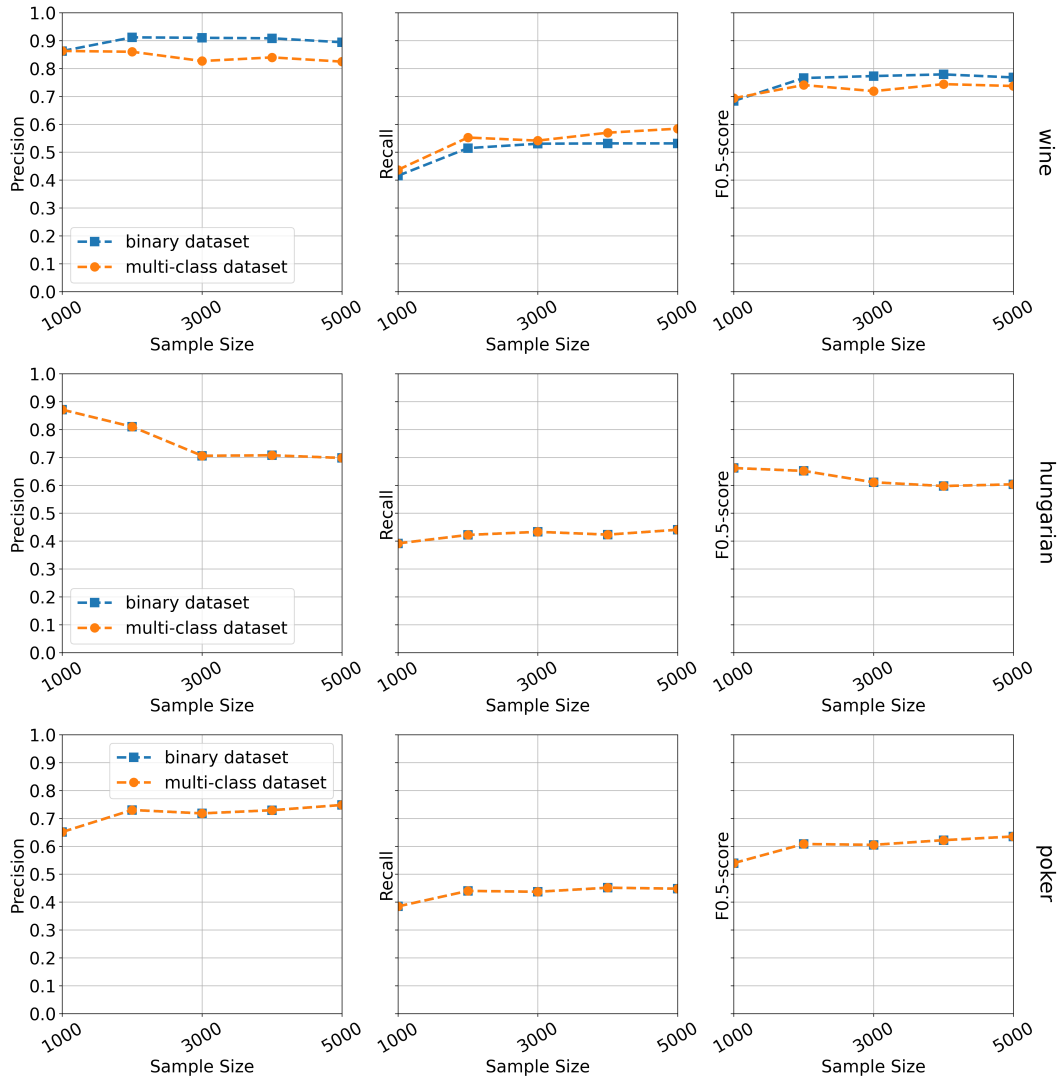 1.0
0.9
0.8
0.7
0.6
0.5
0.4
0.3
0.2
0.1
0.0
Precision
binary dataset
multi-class dataset
1000 3000 5000
Sample Size
Recall
1000 3000 5000
Sample Size
F0.5-score
1000 3000 5000
Sample Size
wine
1.0
0.9
0.8
0.7
0.6
0.5
0.4
0.3
0.2
0.1
0.0
Precision
binary dataset
multi-class dataset
1000 3000 5000
Sample Size
Recall
1000 3000 5000
Sample Size
F0.5-score
1000 3000 5000
Sample Size
hungarian
1.0
0.9
0.8
0.7
0.6
0.5
0.4
0.3
0.2
0.1
0.0
Precision
binary dataset
multi-class dataset
1000 3000 5000
Sample Size
Recall
1000 3000 5000
Sample Size
F0.5-score
1000 3000 5000
Sample Size
poker